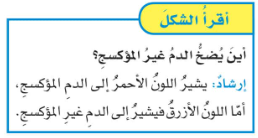 أقرأُ الشكلَ
أينَ يُضخُّ الدمُ غيرُ المؤكسجِ؟
إرشادٌ: يشيرُ اللونُ الأحمرُ إلى الدمِ المؤكسجِ،
أمّا اللونُ الأزرقُ فيشيرُ إلى الدمِ غيرِ المؤكسجِ.